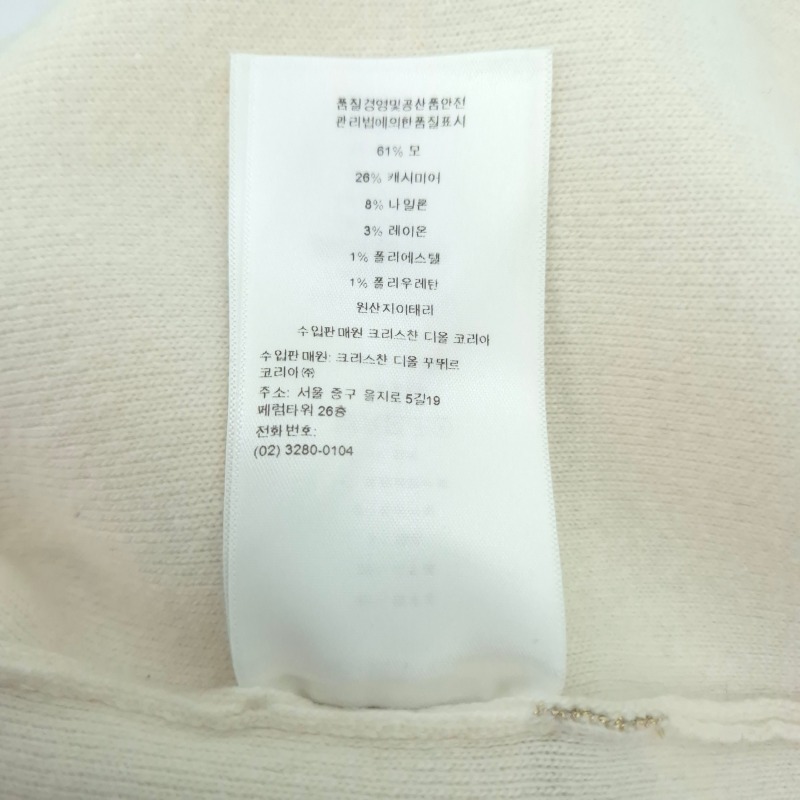 품질경영및공산품안전
관리법에의한품질표시
61% 모
26% 캐시미어
8% 나일론
3% 레이온
1% 폴리에스텔
1% 폴리우레탄
원산지이태리
수입판매원 크리스챤 디올 코리아
수입판매원: 크리스챤 디올 꾸뛰르
코리아㈜
주소: 서울 중구 을지로5길19
페럼타워 26층
전화번호:
(02) 3280-0104